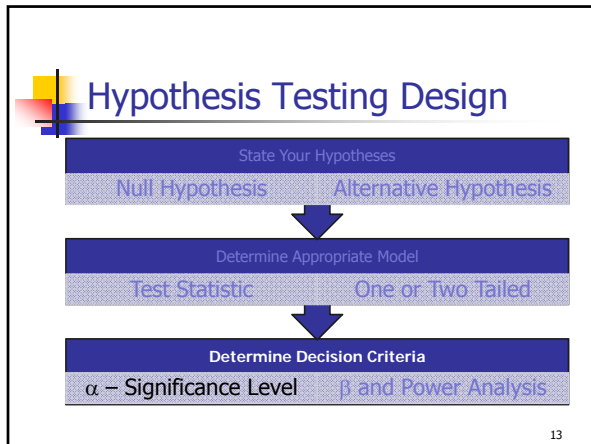 Hypothesis Testing Design
State Your Hypotheses
Null Hypothesis Alternative Hypothesis
Determine Appropriate Model
Test Statistic One or Two Tailed
Determine Decision Criteria
α – Significance Level β and Power Analysis
13